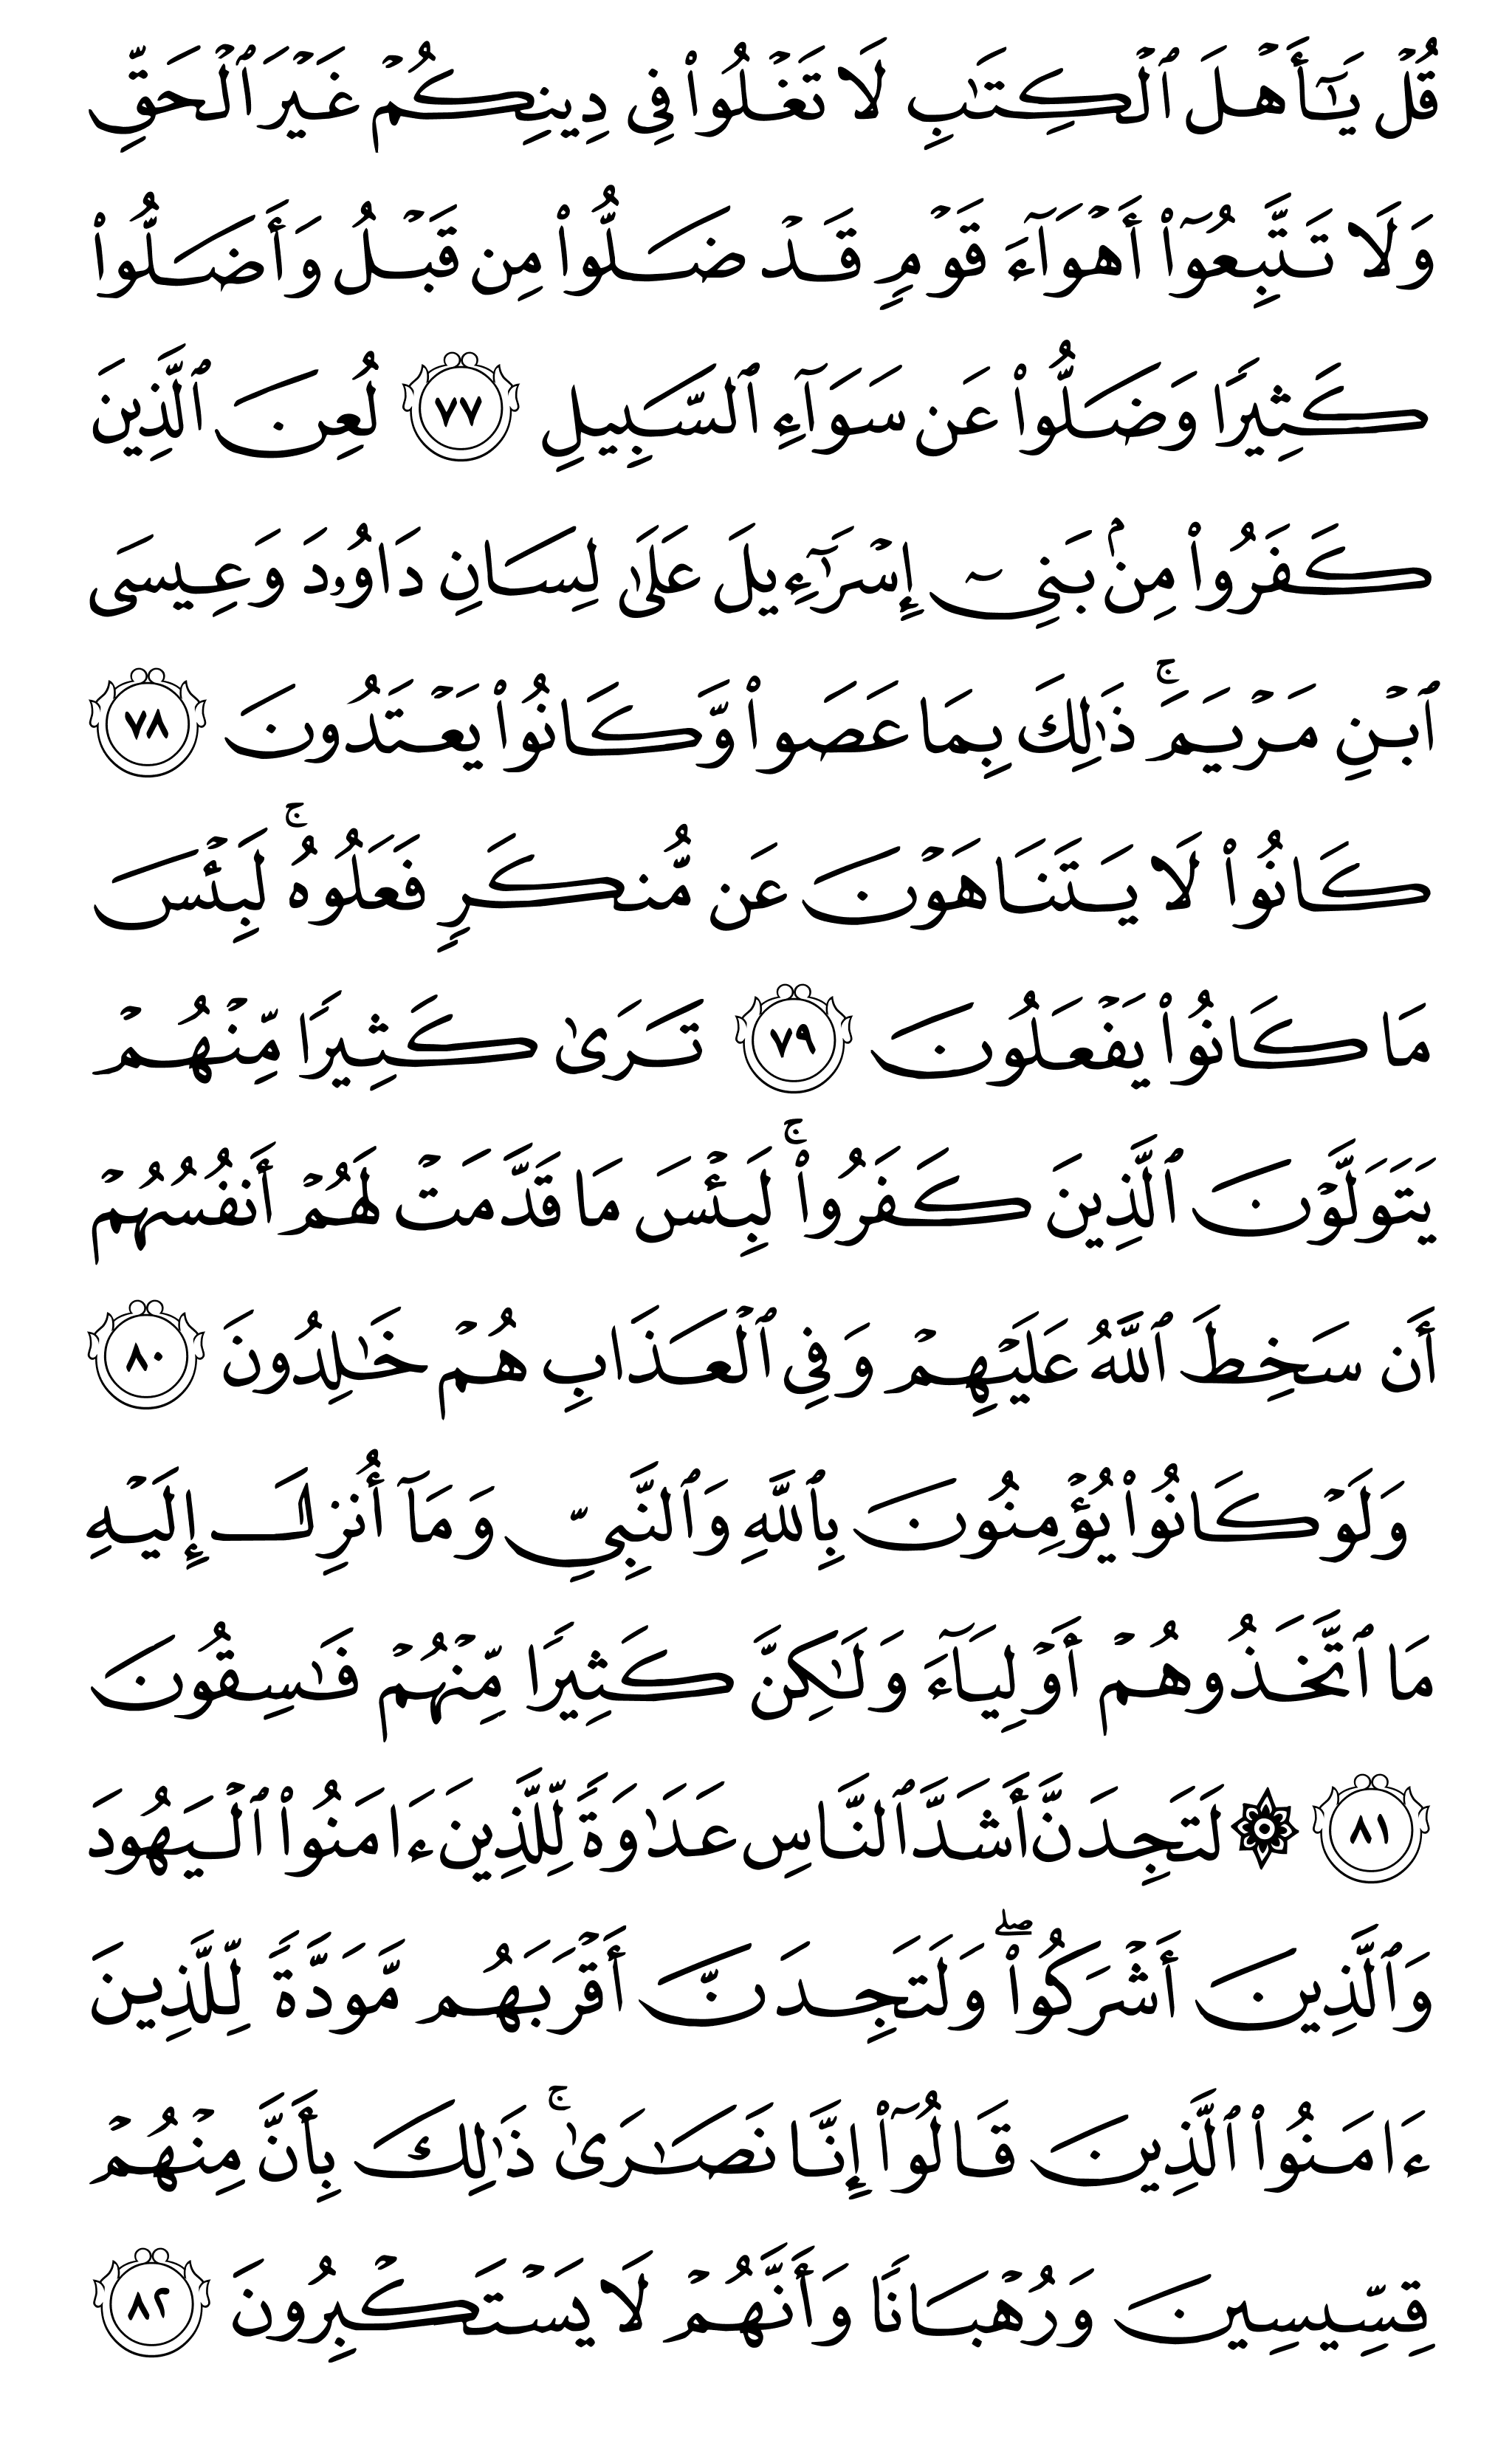 قُلۡ يَٰٓأَهۡلَ ٱلۡكِتَٰبِ لَا تَغۡلُواْ فِي دِينِكُمۡ غَيۡرَ ٱلۡحَقِّ
وَلَا تَتَّبِعُوٓاْ أَهۡوَآءَ قَوۡمٖ قَدۡ ضَلُّواْ مِن قَبۡلُ وَأَضَلُّواْ
كَثِيرٗا وَضَلُّواْ عَن سَوَآءِ ٱلسَّبِيلِ ٧٧ لُعِنَ ٱلَّذِينَ
كَفَرُواْ مِنۢ بَنِيٓ إِسۡرَٰٓءِيلَ عَلَىٰ لِسَانِ دَاوُۥدَ وَعِيسَى
ٱبۡنِ مَرۡيَمَۚ ذَٰلِكَ بِمَا عَصَواْ وَّكَانُواْ يَعۡتَدُونَ ٧٨
كَانُواْ لَا يَتَنَاهَوۡنَ عَن مُّنكَرٖ فَعَلُوهُۚ لَبِئۡسَ
مَا كَانُواْ يَفۡعَلُونَ ٧٩ تَرَىٰ كَثِيرٗا مِّنۡهُمۡ
يَتَوَلَّوۡنَ ٱلَّذِينَ كَفَرُواْۚ لَبِئۡسَ مَا قَدَّمَتۡ لَهُمۡ أَنفُسُهُمۡ
أَن سَخِطَ ٱللَّهُ عَلَيۡهِمۡ وَفِي ٱلۡعَذَابِ هُمۡ خَٰلِدُونَ ٨٠
وَلَوۡ كَانُواْ يُؤۡمِنُونَ بِٱللَّهِ وَٱلنَّبِيِّ وَمَآ أُنزِلَ إِلَيۡهِ
مَا ٱتَّخَذُوهُمۡ أَوۡلِيَآءَ وَلَٰكِنَّ كَثِيرٗا مِّنۡهُمۡ فَٰسِقُونَ
٨١ ۞ لَتَجِدَنَّ أَشَدَّ ٱلنَّاسِ عَدَٰوَةٗ لِّلَّذِينَ ءَامَنُواْ ٱلۡيَهُودَ
وَٱلَّذِينَ أَشۡرَكُواْۖ وَلَتَجِدَنَّ أَقۡرَبَهُم مَّوَدَّةٗ لِّلَّذِينَ
ءَامَنُواْ ٱلَّذِينَ قَالُوٓاْ إِنَّا نَصَٰرَىٰۚ ذَٰلِكَ بِأَنَّ مِنۡهُمۡ
قِسِّيسِينَ وَرُهۡبَانٗا وَأَنَّهُمۡ لَا يَسۡتَكۡبِرُونَ ٨٢